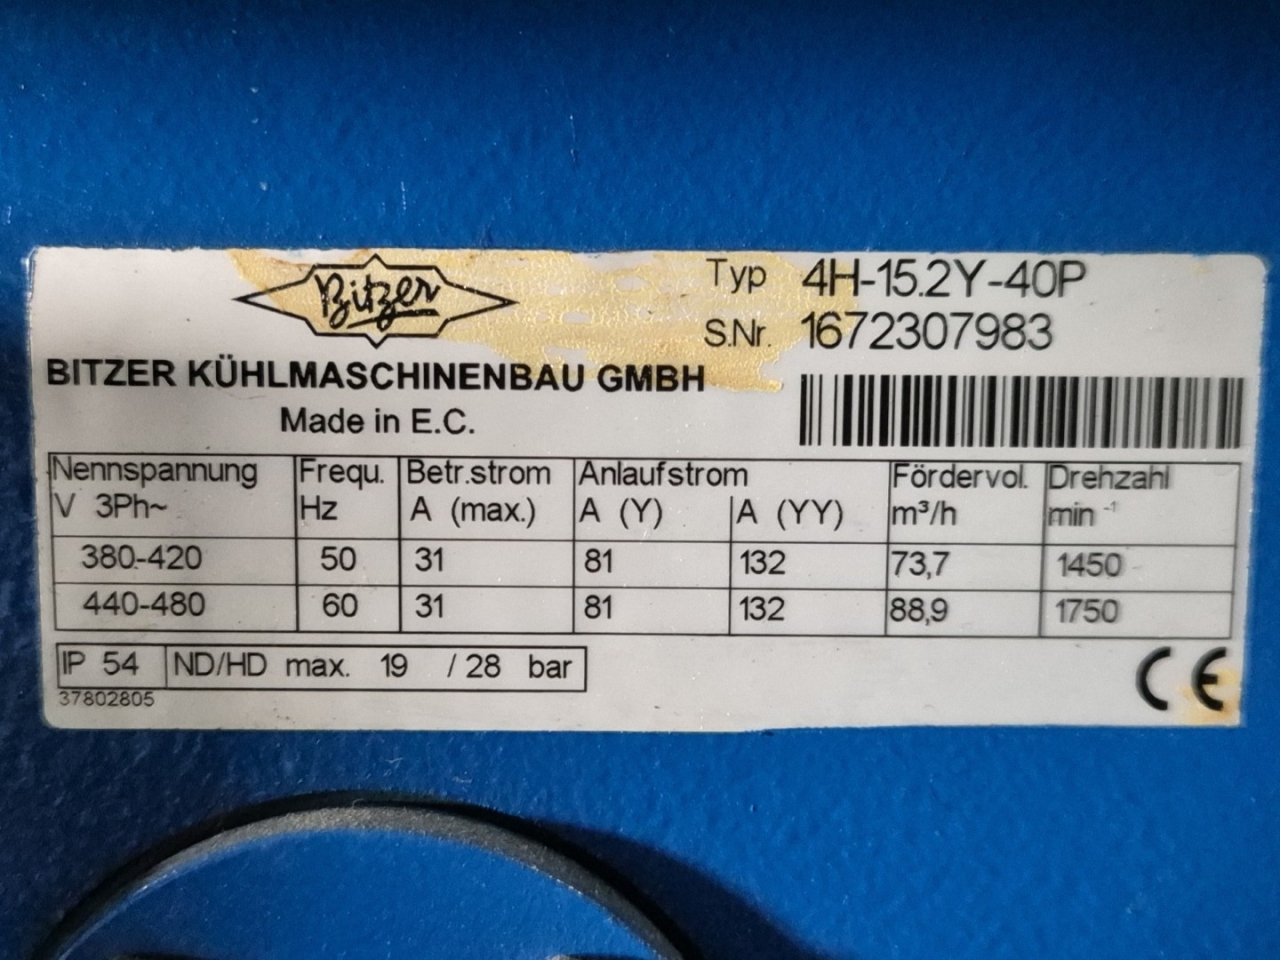 Bitzer
Typ 4H-15.2Y-40P
S.Nr. 1672307983
BITZER KÜHLMASCHINENBAU GMBH
Made in E.C.
Nennspannung Frequ. Betr.strom Anlaufstrom Fördervol. Drehzahl
V 3Ph~ Hz A (max.) A (Y) A (YY) m³/h min -1
380-420 50 31 81 132 73,7 1450
440-480 60 31 81 132 88,9 1750
IP 54 ND/HD max. 19 / 28 bar
37802805
CE